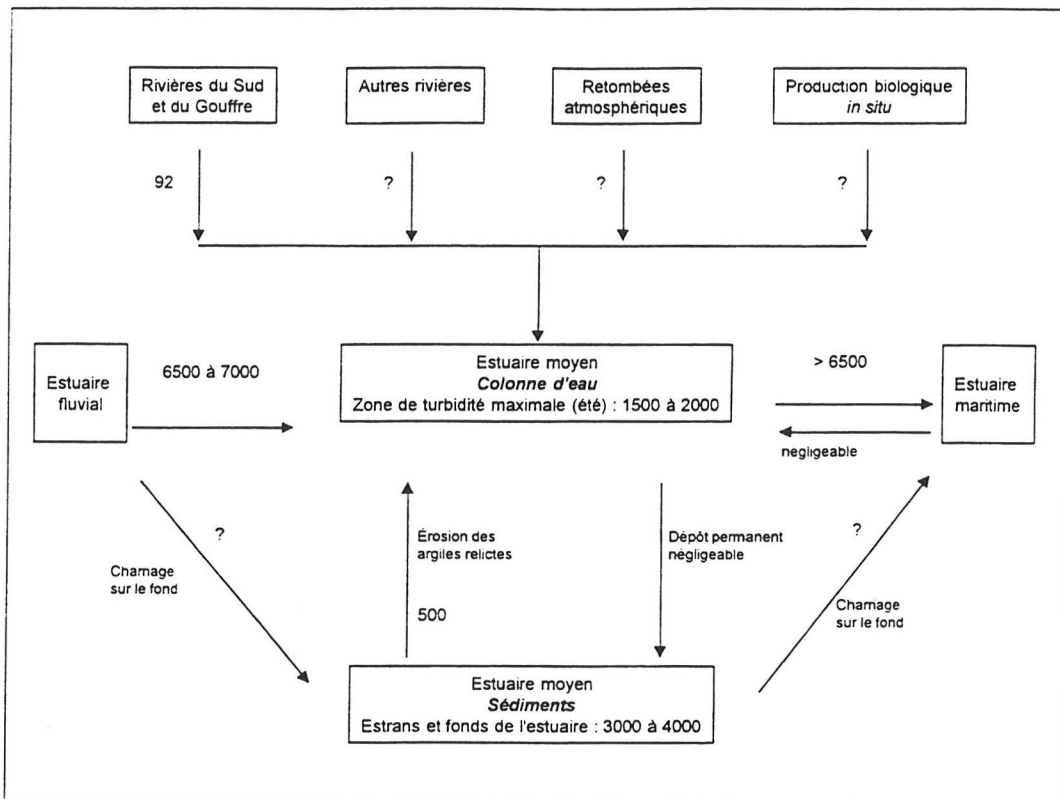 Rivières du Sud
et du Gouffre
Autres rivières
Retombées
atmosphériques
Production biologique
in situ
92
?
?
?
Estuaire
fluvial
6500 à 7000
Estuaire moyen
Colonne d'eau
Zone de turbidité maximale (été) : 1500 à 2000
> 6500
negligeable
Estuaire
maritime
?
Charnage
sur le fond
Érosion des
argiles relictes
500
Dépôt permanent
négligeable
?
Charnage
sur le fond
Estuaire moyen
Sédiments
Estrans et fonds de l'estuaire : 3000 à 4000